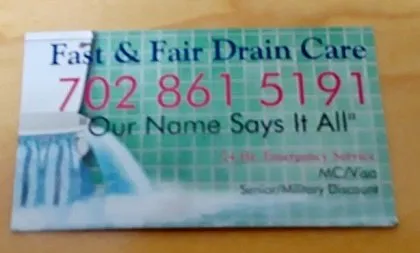 Fast & Fair Drain Care
702 861 5191
"Our Name Says It All"
24 Hr. Emergency Service
MC/Visa
Senior/Military Discount